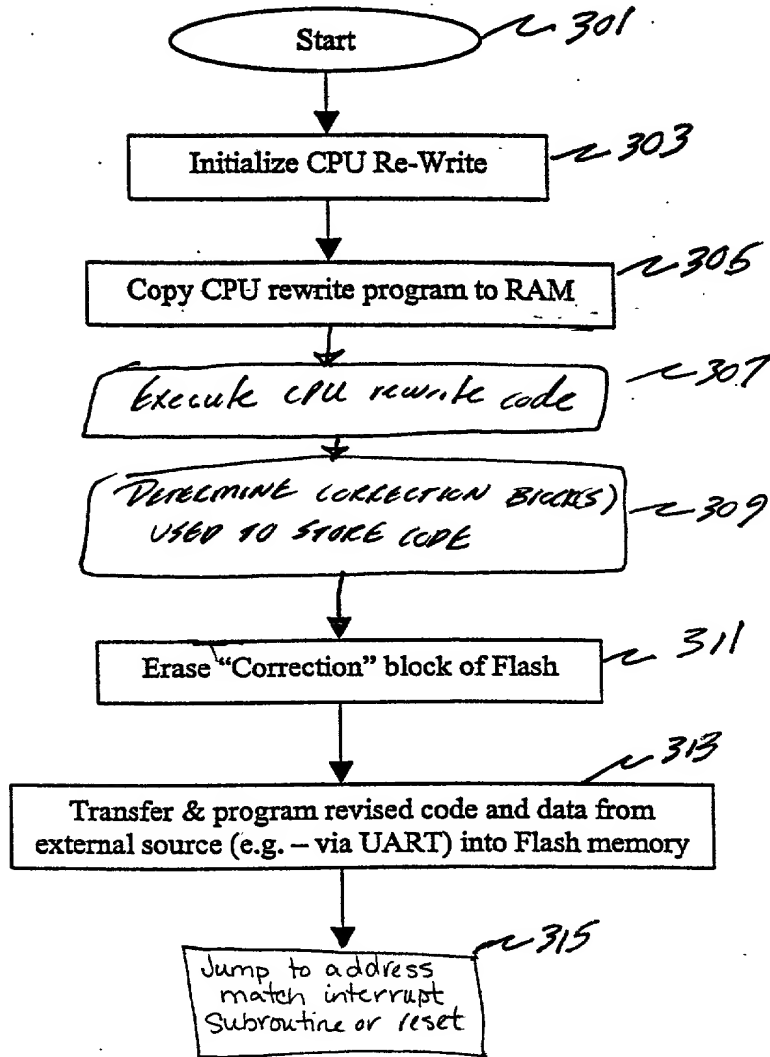 Start
301
Initialize CPU Re-Write
303
Copy CPU rewrite program to RAM
305
Execute CPU rewrite code
307
DETERMINE CORRECTION BLOCK(S)
USED TO STORE CODE
309
Erase "Correction" block of Flash
311
Transfer & program revised code and data from
external source (e.g. – via UART) into Flash memory
313
Jump to address
match interrupt
subroutine or reset
315